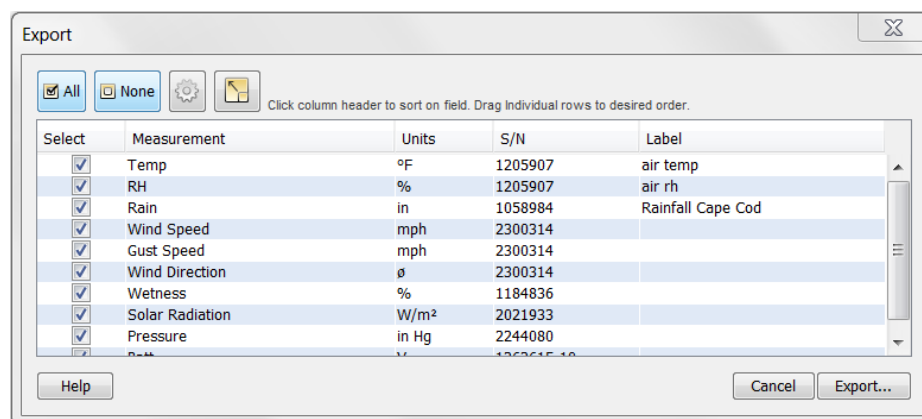 Export
All None Click column header to sort on field. Drag Individual rows to desired order.
Select Measurement Units S/N Label
Temp ºF 1205907 air temp
RH % 1205907 air rh
Rain in 1058984 Rainfall Cape Cod
Wind Speed mph 2300314
Gust Speed mph 2300314
Wind Direction ø 2300314
Wetness % 1184836
Solar Radiation W/m² 2021933
Pressure in Hg 2244080
Help Cancel Export...